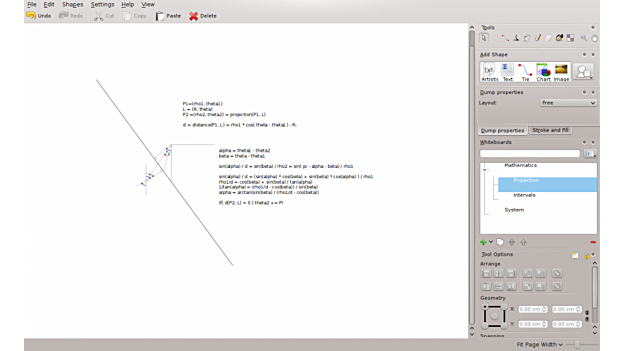 File Edit Shapes Settings Help View
Undo Redo Cut Copy Paste Delete
Tools
Add Shape
Artistic Text Tie Chart Image
Dump properties
Layout: Free
Dump properties Stroke and Fill
Whiteboards
Mathematics
Projection
Intervals
System
Tool Options
Arrange
Geometry
X: 0.00 cm 0.00 cm
Y: 0.00 cm 0.00 cm
Snapping
Fit Page Width
P1=(rho1, theta1)
L = (R, theta)
P2 =(rho2, theta2) = projection(P1, L)
d = distance(P1, L) = rho1 * cos( theta - theta1 ) - R;
alpha = theta1 - theta2
beta = theta - theta1
sin(alpha) / d = sin(beta) / rho2 = sin( pi - alpha - beta) / rho1
sin(alpha) / d = (sin(alpha) * cos(beta) + sin(beta) * cos(alpha) ) / rho1
rho1/d = cos(beta) + sin(beta) / tan(alpha)
1/tan(alpha) = (rho1/d - cos(beta)) / sin(beta)
alpha = arctan(sin(beta) / (rho1/d - cos(beta))